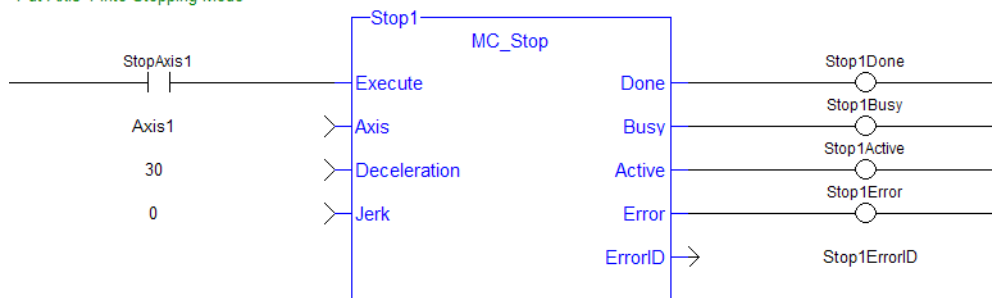 Stop1
MC_Stop
StopAxis1
Execute
Done
Stop1Done
Axis1
Axis
Busy
Stop1Busy
30
Deceleration
Active
Stop1Active
0
Jerk
Error
Stop1Error
ErrorID
Stop1ErrorID